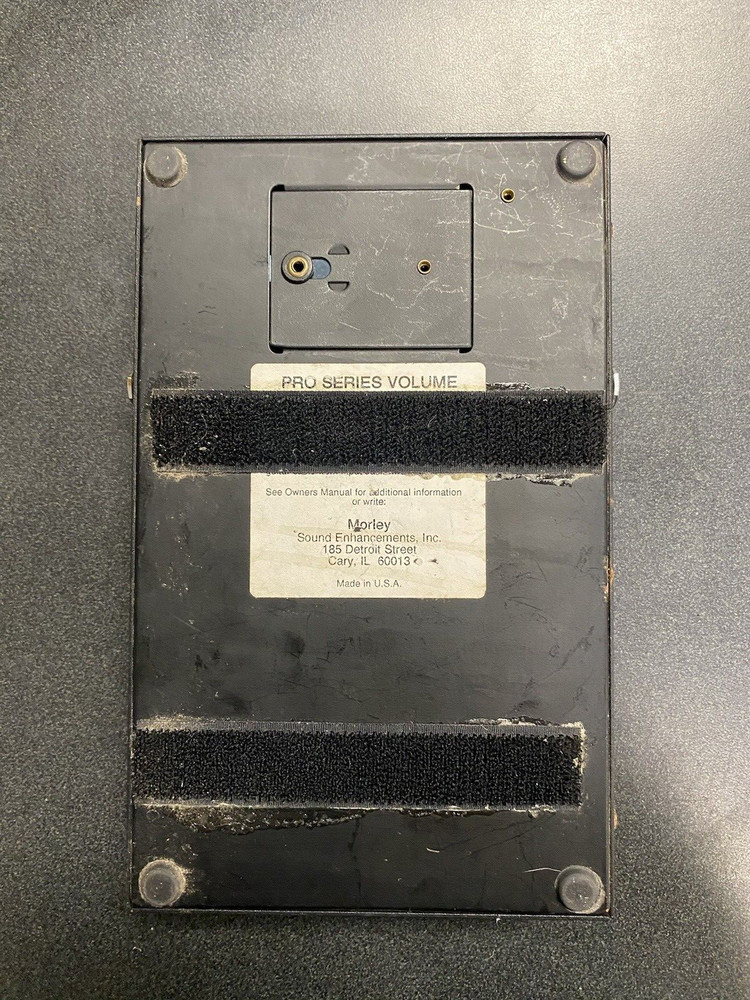 PRO SERIES VOLUME
See Owners Manual for additional information
or write:
Morley
Sound Enhancements, Inc.
185 Detroit Street
Cary, IL 60013
Made in U.S.A.